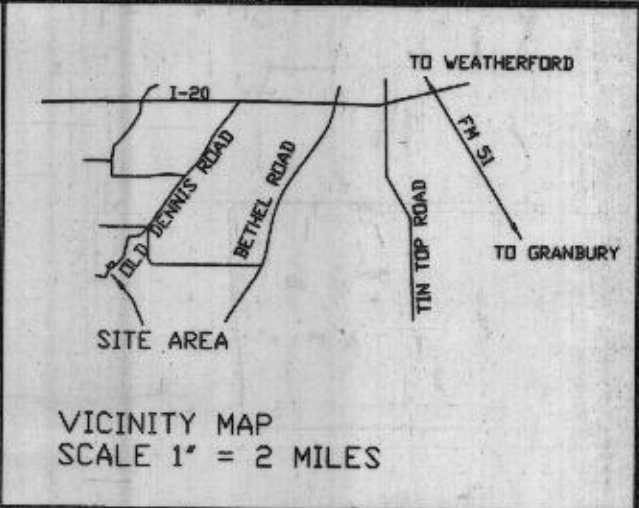 TO WEATHERFORD
I-20
FM 51
OLD DENNIS ROAD
BETHEL ROAD
TIN TOP ROAD
TO GRANBURY
SITE AREA
VICINITY MAP
SCALE 1" = 2 MILES